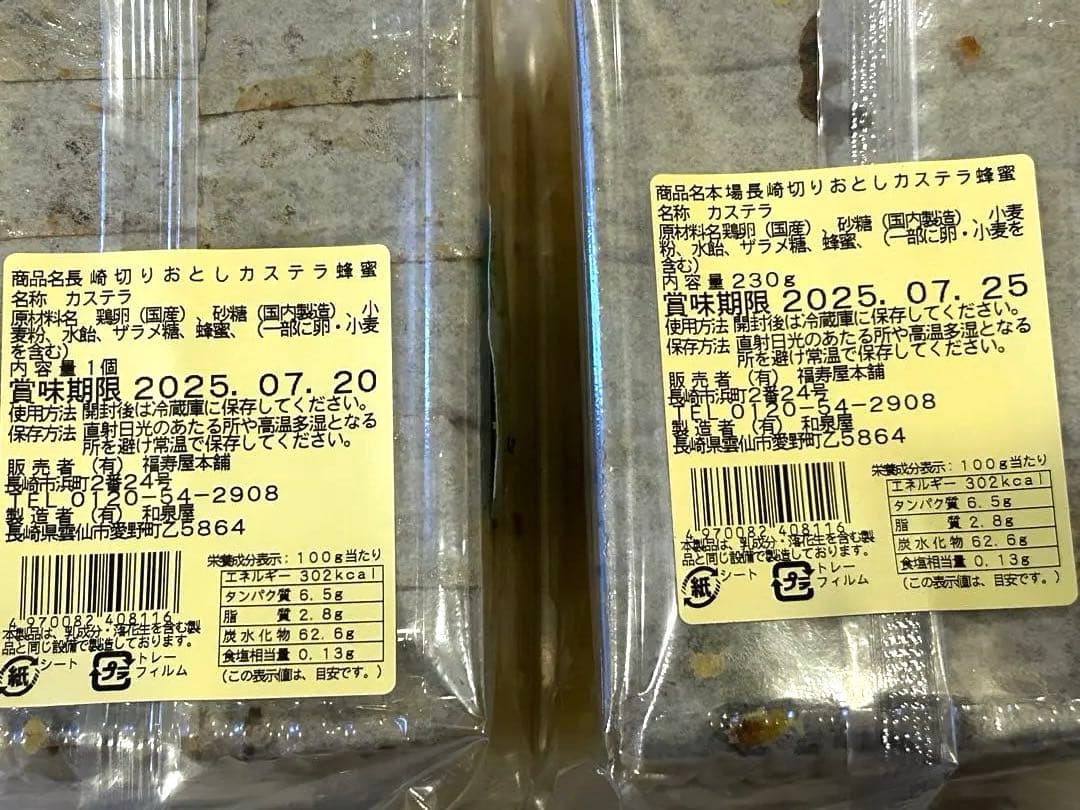 商品名長崎切りおとしカステラ蜂蜜
名称 カステラ
原材料名 鶏卵(国産)、砂糖(国内製造)、小
麦粉、水飴、ザラメ糖、蜂蜜、(一部に卵・小麦
を含む)
内容量1個
賞味期限 2025. 07. 20
使用方法 開封後は冷蔵庫に保存してください。
保存方法 直射日光のあたる所や高温多湿となる
所を避け常温で保存してください。
販売者 (有) 福寿屋本舗
長崎市浜町2番24号
TEL 0120-54-2908
製造者 (有) 和泉屋
長崎県雲仙市愛野町乙5864
4970082408116
本製品は、乳成分・落花生を含む製
品と同じ設備で製造しております。
紙 シート
プラ トレー
フィルム
栄養成分表示:100g当たり
エネルギー 302kcal
タンパク質 6.5g
脂質 2.8g
炭水化物 62.6g
食塩相当量 0.13g
(この表示値は、目安です。)
商品名本場長崎切りおとしカステラ蜂蜜
名称 カステラ
原材料名鶏卵(国産)、砂糖(国内製造)、小麦
粉、水飴、ザラメ糖、蜂蜜、(一部に卵・小麦を
含む)
内容量230g
賞味期限 2025. 07. 25
使用方法 開封後は冷蔵庫に保存してください。
保存方法 直射日光のあたる所や高温多湿となる
所を避け常温で保存してください。
販売者 (有) 福寿屋本舗
長崎市浜町2番24号
TEL 0120-54-2908
製造者 (有) 和泉屋
長崎県雲仙市愛野町乙5864
4970082408116
本製品は、乳成分・落花生を含む製
品と同じ設備で製造しております。
紙 シート
プラ トレー
フィルム
栄養成分表示:100g当たり
エネルギー 302kcal
タンパク質 6.5g
脂質 2.8g
炭水化物 62.6g
食塩相当量 0.13g
(この表示値は、目安です。)